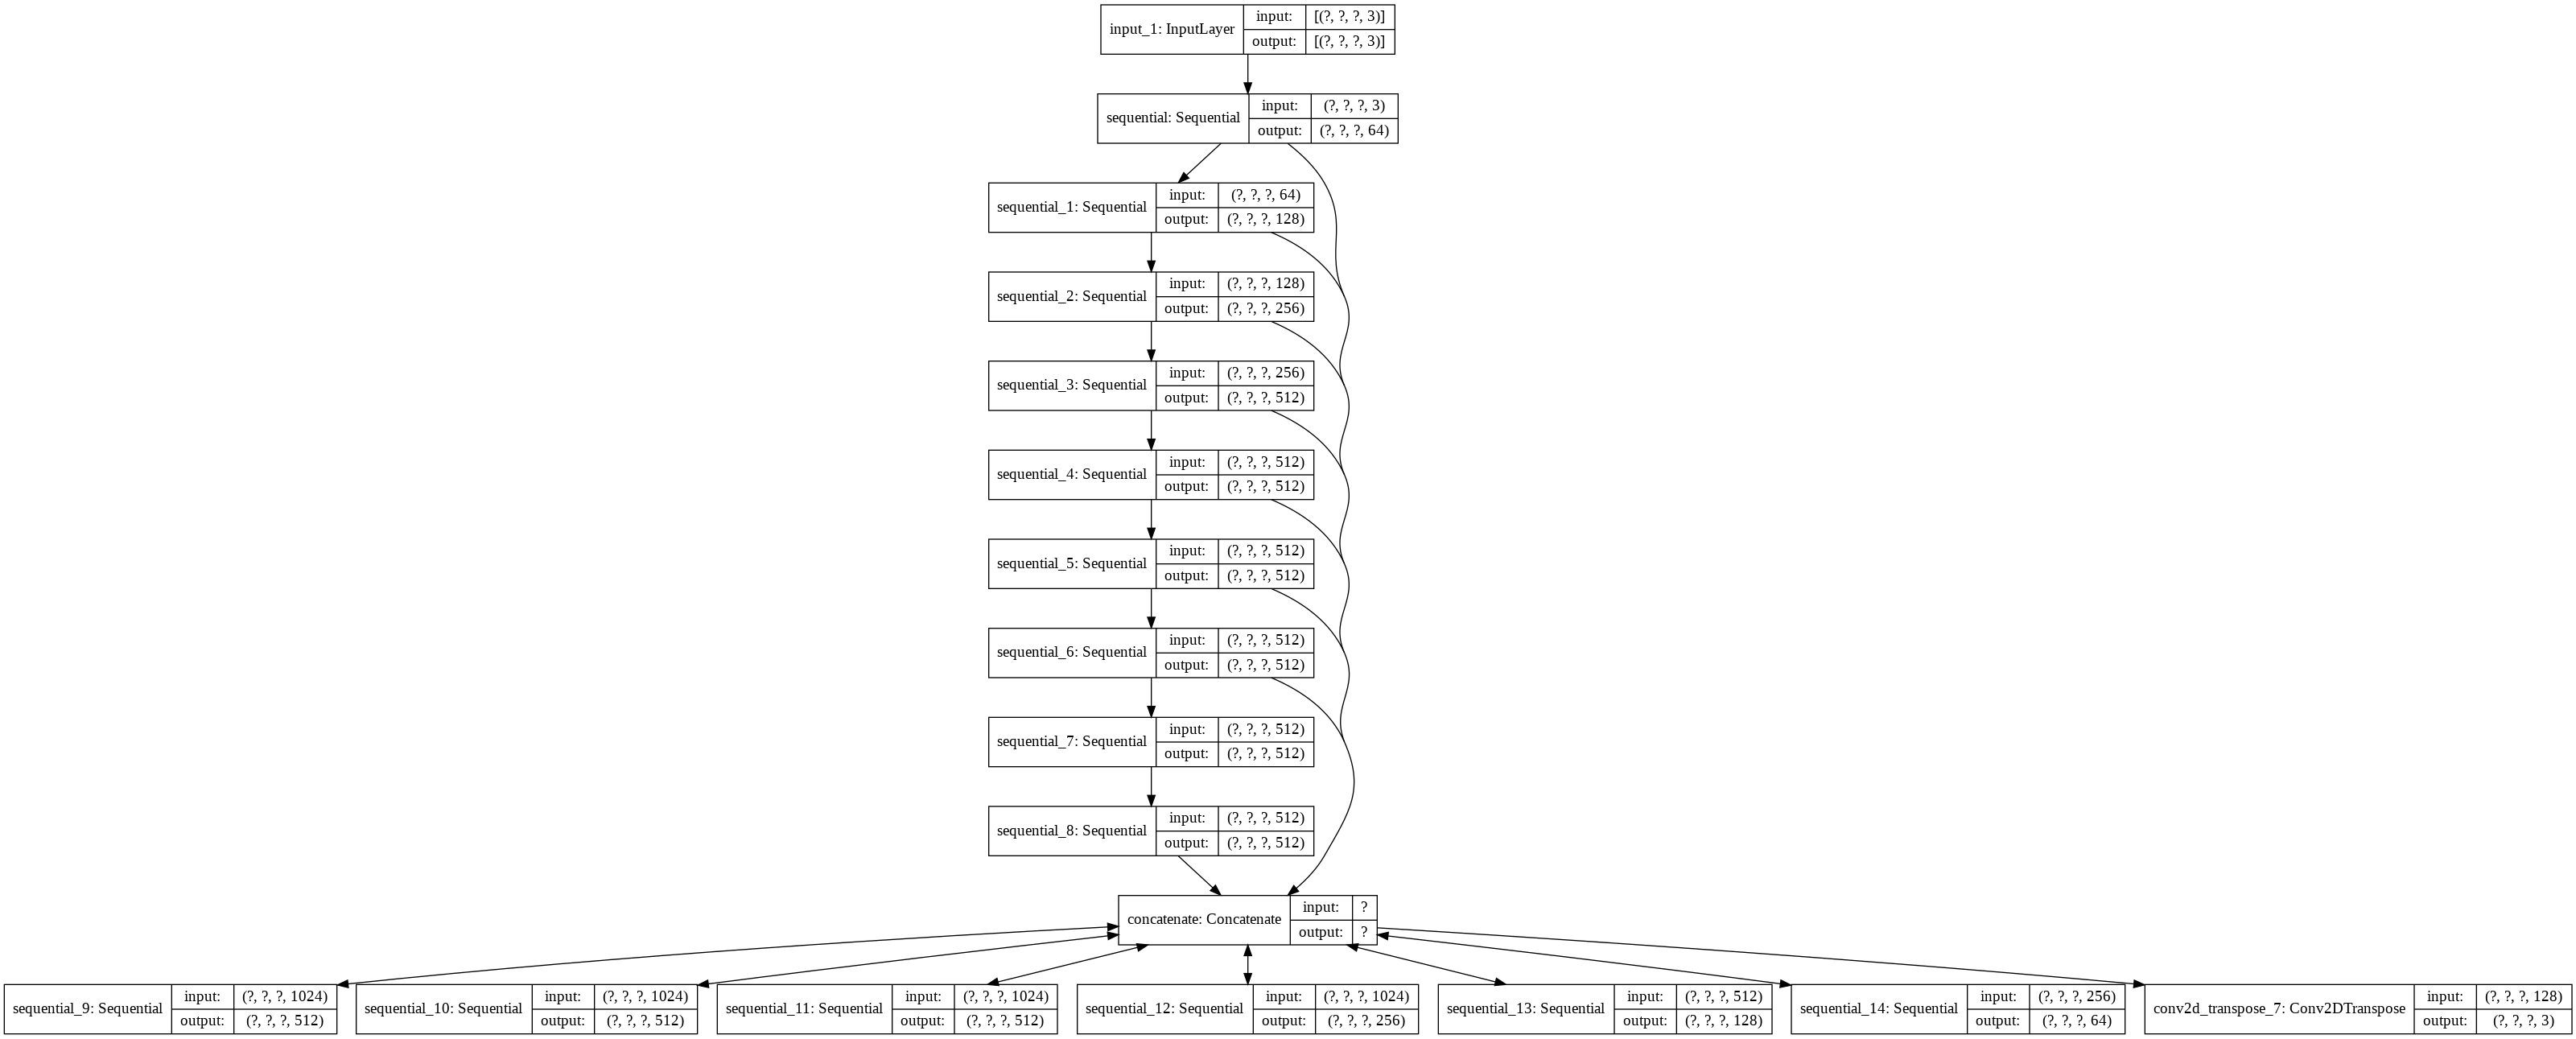 input_1: InputLayer
input: [(?, ?, ?, 3)]
output: [(?, ?, ?, 3)]
sequential: Sequential
input: (?, ?, ?, 3)
output: (?, ?, ?, 64)
sequential_1: Sequential
input: (?, ?, ?, 64)
output: (?, ?, ?, 128)
sequential_2: Sequential
input: (?, ?, ?, 128)
output: (?, ?, ?, 256)
sequential_3: Sequential
input: (?, ?, ?, 256)
output: (?, ?, ?, 512)
sequential_4: Sequential
input: (?, ?, ?, 512)
output: (?, ?, ?, 512)
sequential_5: Sequential
input: (?, ?, ?, 512)
output: (?, ?, ?, 512)
sequential_6: Sequential
input: (?, ?, ?, 512)
output: (?, ?, ?, 512)
sequential_7: Sequential
input: (?, ?, ?, 512)
output: (?, ?, ?, 512)
sequential_8: Sequential
input: (?, ?, ?, 512)
output: (?, ?, ?, 512)
concatenate: Concatenate
input: ?
output: ?
sequential_9: Sequential
input: (?, ?, ?, 1024)
output: (?, ?, ?, 512)
sequential_10: Sequential
input: (?, ?, ?, 1024)
output: (?, ?, ?, 512)
sequential_11: Sequential
input: (?, ?, ?, 1024)
output: (?, ?, ?, 512)
sequential_12: Sequential
input: (?, ?, ?, 1024)
output: (?, ?, ?, 256)
sequential_13: Sequential
input: (?, ?, ?, 512)
output: (?, ?, ?, 128)
sequential_14: Sequential
input: (?, ?, ?, 256)
output: (?, ?, ?, 64)
conv2d_transpose_7: Conv2DTranspose
input: (?, ?, ?, 128)
output: (?, ?, ?, 3)